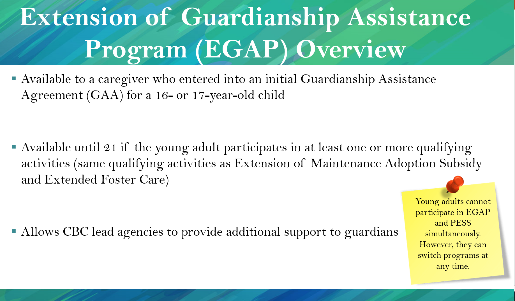 Extension of Guardianship Assistance
Program (EGAP) Overview
Available to a caregiver who entered into an initial Guardianship Assistance
Agreement (GAA) for a 16- or 17-year-old child
Available until 21 if the young adult participates in at least one or more qualifying
activities (same qualifying activities as Extension of Maintenance Adoption Subsidy
and Extended Foster Care)
Allows CBC lead agencies to provide additional support to guardians
Young adults cannot
participate in EGAP
and PESS
simultaneously.
However, they can
switch programs at
any time.